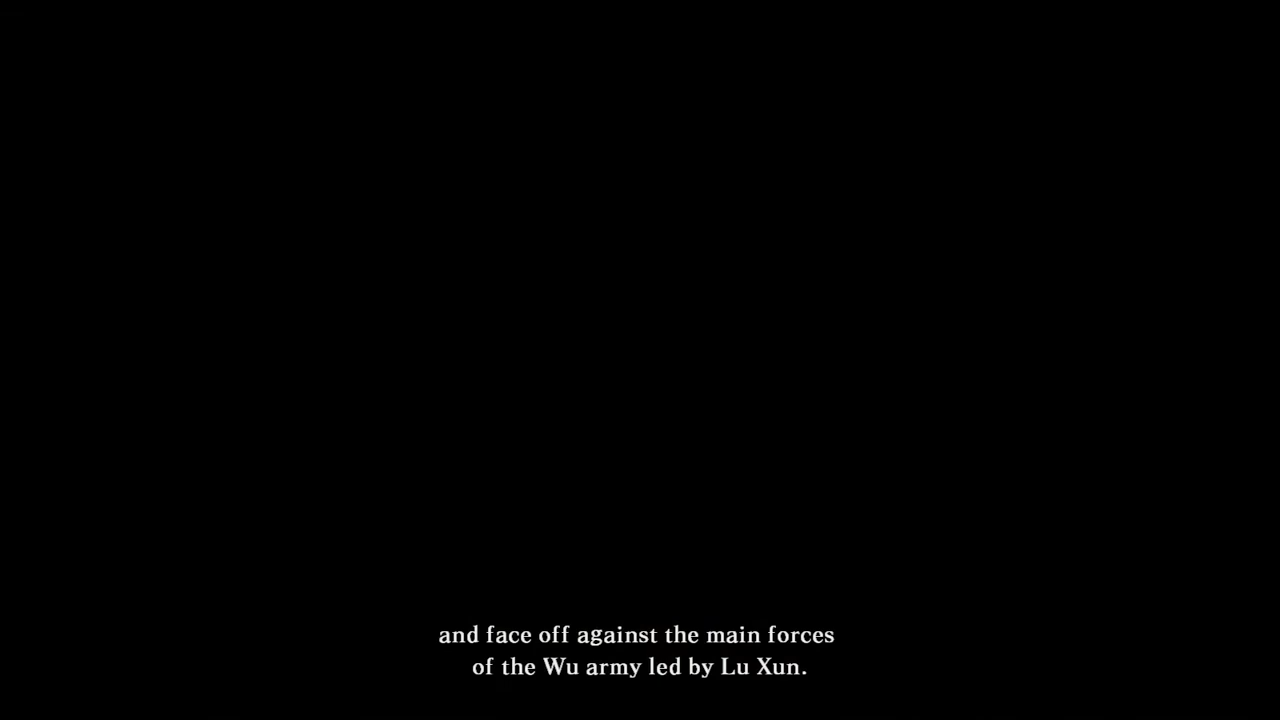 and face off against the main forces
of the Wu army led by Lu Xun.